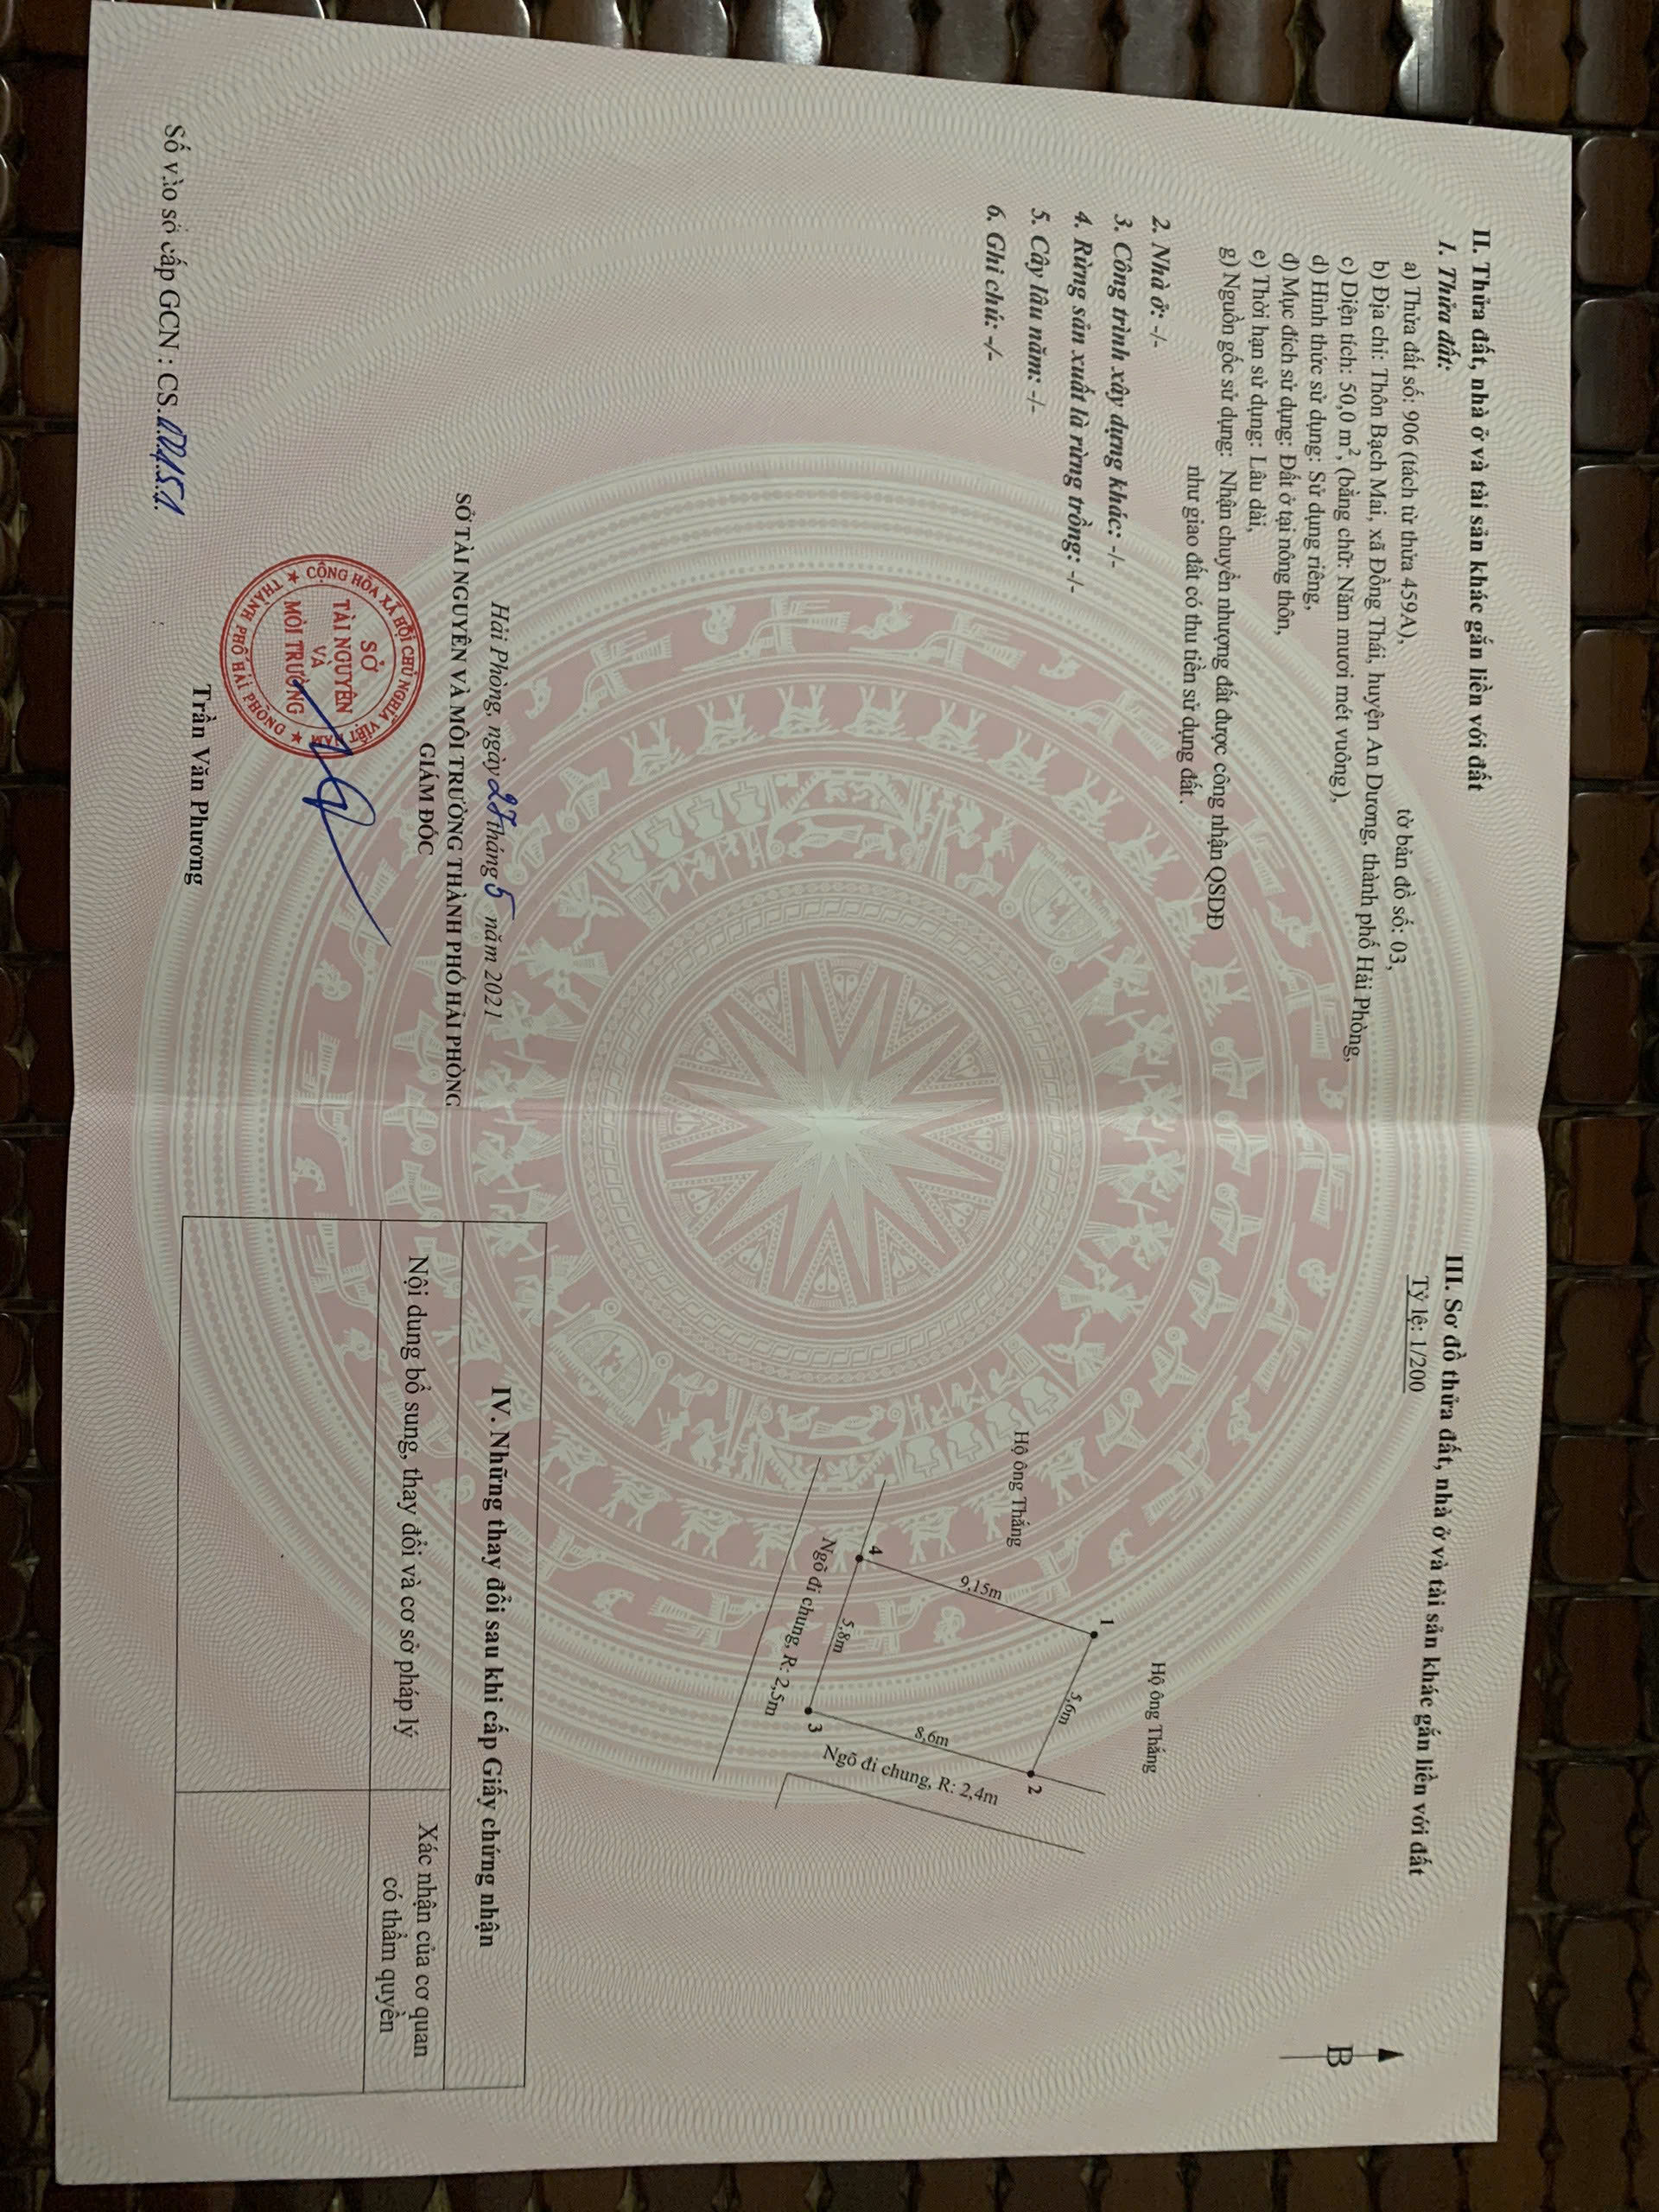 II. Thửa đất, nhà ở và tài sản khác gắn liền với đất
1. Thửa đất:
a) Thửa đất số: 906 (tách từ thửa 459A), tờ bản đồ số: 03,
b) Địa chỉ: Thôn Bạch Mai, xã Đồng Thái, huyện An Dương, thành phố Hải Phòng,
c) Diện tích: 50,0 m², (bằng chữ: Năm mươi mét vuông),
d) Hình thức sử dụng: Sử dụng riêng,
đ) Mục đích sử dụng: Đất ở tại nông thôn,
e) Thời hạn sử dụng: Lâu dài,
g) Nguồn gốc sử dụng: Nhận chuyển nhượng đất được công nhận QSDĐ
như giao đất có thu tiền sử dụng đất.
2. Nhà ở: -/-
3. Công trình xây dựng khác: -/-
4. Rừng sản xuất là rừng trồng: -/-
5. Cây lâu năm: -/-
6. Ghi chú: -/-
Hải Phòng, ngày 27 tháng 5 năm 2021
SỞ TÀI NGUYÊN VÀ MÔI TRƯỜNG THÀNH PHỐ HẢI PHÒNG
GIÁM ĐỐC
CỘNG HÒA XÃ HỘI CHỦ NGHĨA VIỆT NAM
SỞ
TÀI NGUYÊN
VÀ
MÔI TRƯỜNG
THÀNH PHỐ HẢI PHÒNG
Trần Văn Phương
Số vào sổ cấp GCN : CS.
III. Sơ đồ thửa đất, nhà ở và tài sản khác gắn liền với đất
Tỷ lệ: 1/200
B
Hộ ông Thắng
Hộ ông Thắng
1
5,6m
2
9,15m
8,6m
4
5,8m
3
Ngõ đi chung, R: 2,4m
Ngõ đi chung, R: 2,5m
IV. Những thay đổi sau khi cấp Giấy chứng nhận
Nội dung bổ sung, thay đổi và cơ sở pháp lý
Xác nhận của cơ quan
có thẩm quyền